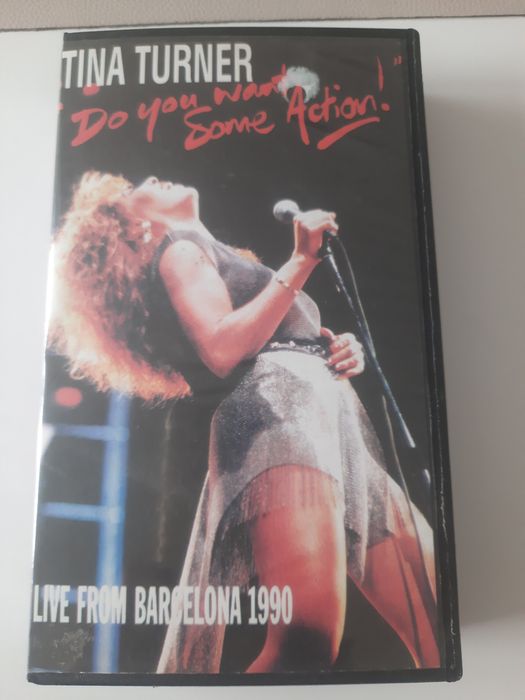 TINA TURNER
"Do you want
Some Action!"
LIVE FROM BARCELONA 1990